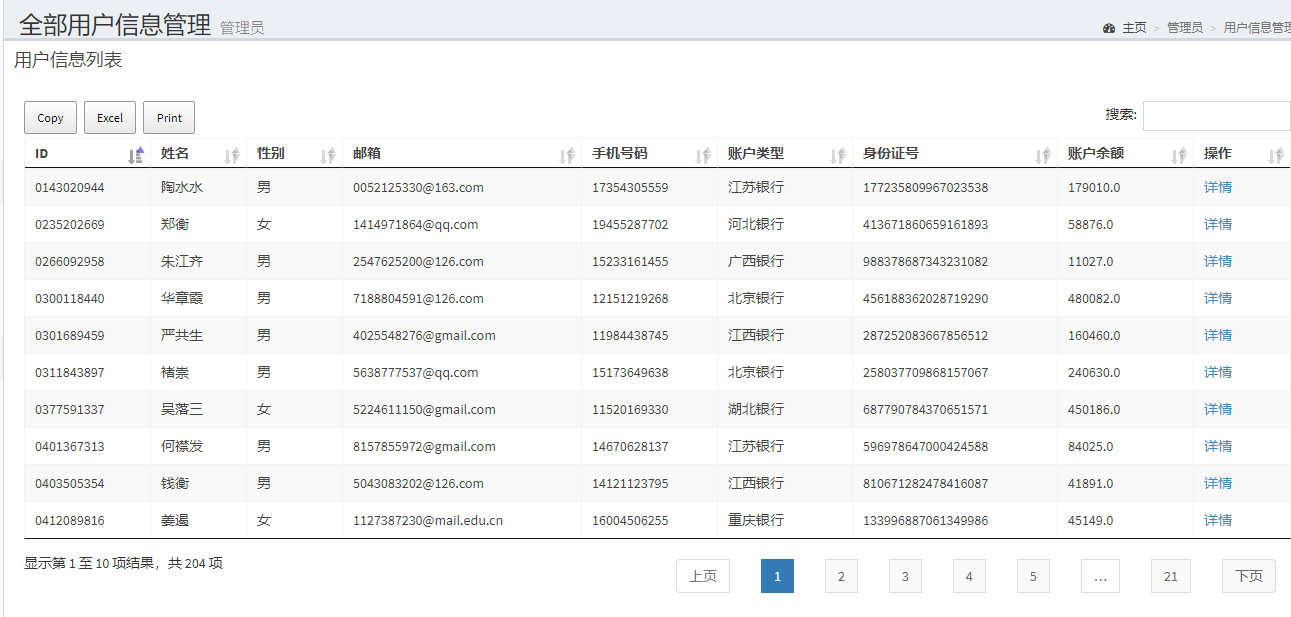 全部用户信息管理 管理员
主页 > 管理员 > 用户信息管理
用户信息列表
Copy Excel Print 搜索:
ID 姓名 性别 邮箱 手机号码 账户类型 身份证号 账户余额 操作
0143020944 陶水水 男 0052125330@163.com 17354305559 江苏银行 177235809967023538 179010.0 详情
0235202669 郑衡 女 1414971864@qq.com 19455287702 河北银行 413671860659161893 58876.0 详情
0266092958 朱江齐 男 2547625200@126.com 15233161455 广西银行 988378687343231082 11027.0 详情
0300118440 华章霞 男 7188804591@126.com 12151219268 北京银行 456188362028719290 480082.0 详情
0301689459 严共生 男 4025548276@gmail.com 11984438745 江西银行 287252083667856512 160460.0 详情
0311843897 褚崇 男 5638777537@qq.com 15173649638 北京银行 258037709868157067 240630.0 详情
0377591337 吴落三 女 5224611150@gmail.com 11520169330 湖北银行 687790784370651571 450186.0 详情
0401367313 何襟发 男 8157855972@gmail.com 14670628137 江苏银行 596978647000424588 84025.0 详情
0403505354 钱衡 男 5043083202@126.com 14121123795 江西银行 810671282478416087 41891.0 详情
0412089816 姜遏 女 1127387230@mail.edu.cn 16004506255 重庆银行 133996887061349986 45149.0 详情
显示第 1 至 10 项结果，共 204 项
上页 1 2 3 4 5 … 21 下页